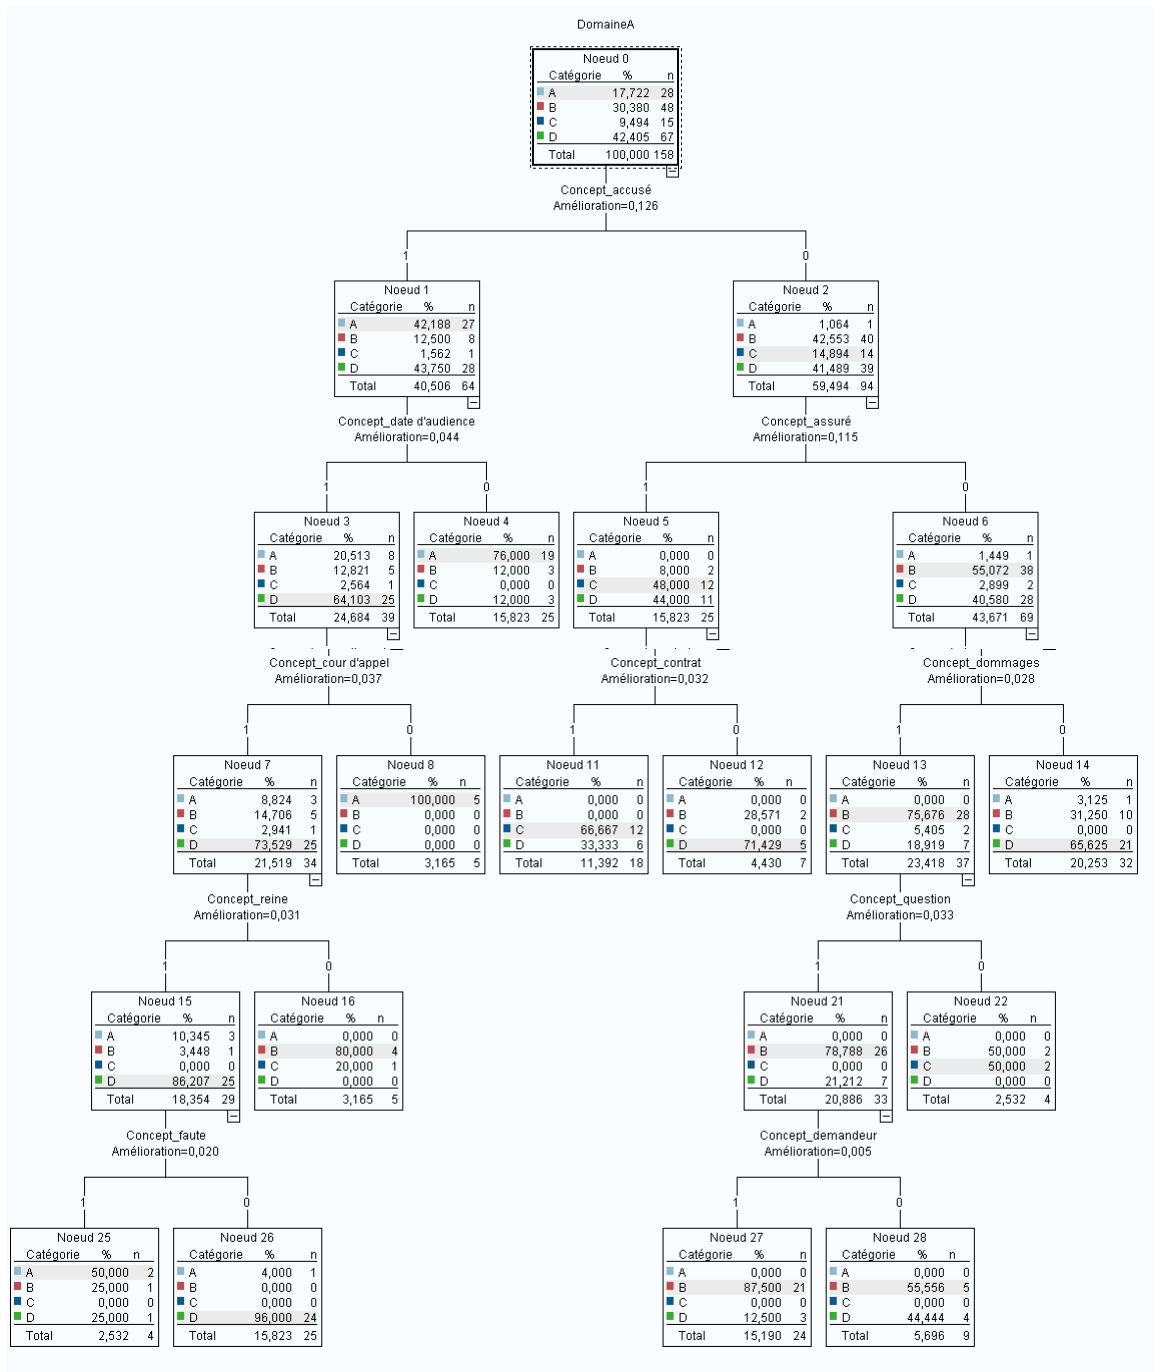 DomaineA
Noeud 0
Catégorie % n
A 17,722 28
B 30,380 48
C 9,494 15
D 42,405 67
Total 100,000 158
Concept_accusé
Amélioration=0,126
1
0
Noeud 1
Catégorie % n
A 42,188 27
B 12,500 8
C 1,562 1
D 43,750 28
Total 40,506 64
Noeud 2
Catégorie % n
A 1,064 1
B 42,553 40
C 14,894 14
D 41,489 39
Total 59,494 94
Concept_date d'audience
Amélioration=0,044
Concept_assuré
Amélioration=0,115
1
0
1
0
Noeud 3
Catégorie % n
A 20,513 8
B 12,821 5
C 2,564 1
D 64,103 25
Total 24,684 39
Noeud 4
Catégorie % n
A 76,000 19
B 12,000 3
C 0,000 0
D 12,000 3
Total 15,823 25
Noeud 5
Catégorie % n
A 0,000 0
B 8,000 2
C 48,000 12
D 44,000 11
Total 15,823 25
Noeud 6
Catégorie % n
A 1,449 1
B 55,072 38
C 2,899 2
D 40,580 28
Total 43,671 69
Concept_cour d'appel
Amélioration=0,037
Concept_contrat
Amélioration=0,032
Concept_dommages
Amélioration=0,028
1
0
1
0
1
0
Noeud 7
Catégorie % n
A 8,824 3
B 14,706 5
C 2,941 1
D 73,529 25
Total 21,519 34
Noeud 8
Catégorie % n
A 100,000 5
B 0,000 0
C 0,000 0
D 0,000 0
Total 3,165 5
Noeud 11
Catégorie % n
A 0,000 0
B 0,000 0
C 66,667 12
D 33,333 6
Total 11,392 18
Noeud 12
Catégorie % n
A 0,000 0
B 28,571 2
C 0,000 0
D 71,429 5
Total 4,430 7
Noeud 13
Catégorie % n
A 0,000 0
B 75,676 28
C 5,405 2
D 18,919 7
Total 23,418 37
Noeud 14
Catégorie % n
A 3,125 1
B 31,250 10
C 0,000 0
D 65,625 21
Total 20,253 32
Concept_reine
Amélioration=0,031
Concept_question
Amélioration=0,033
1
0
1
0
Noeud 15
Catégorie % n
A 10,345 3
B 3,448 1
C 0,000 0
D 86,207 25
Total 18,354 29
Noeud 16
Catégorie % n
A 0,000 0
B 80,000 4
C 20,000 1
D 0,000 0
Total 3,165 5
Noeud 21
Catégorie % n
A 0,000 0
B 78,788 26
C 0,000 0
D 21,212 7
Total 20,886 33
Noeud 22
Catégorie % n
A 0,000 0
B 50,000 2
C 50,000 2
D 0,000 0
Total 2,532 4
Concept_faute
Amélioration=0,020
Concept_demandeur
Amélioration=0,005
1
0
1
0
Noeud 25
Catégorie % n
A 50,000 2
B 25,000 1
C 0,000 0
D 25,000 1
Total 2,532 4
Noeud 26
Catégorie % n
A 4,000 1
B 0,000 0
C 0,000 0
D 96,000 24
Total 15,823 25
Noeud 27
Catégorie % n
A 0,000 0
B 87,500 21
C 0,000 0
D 12,500 3
Total 15,190 24
Noeud 28
Catégorie % n
A 0,000 0
B 55,556 5
C 0,000 0
D 44,444 4
Total 5,696 9